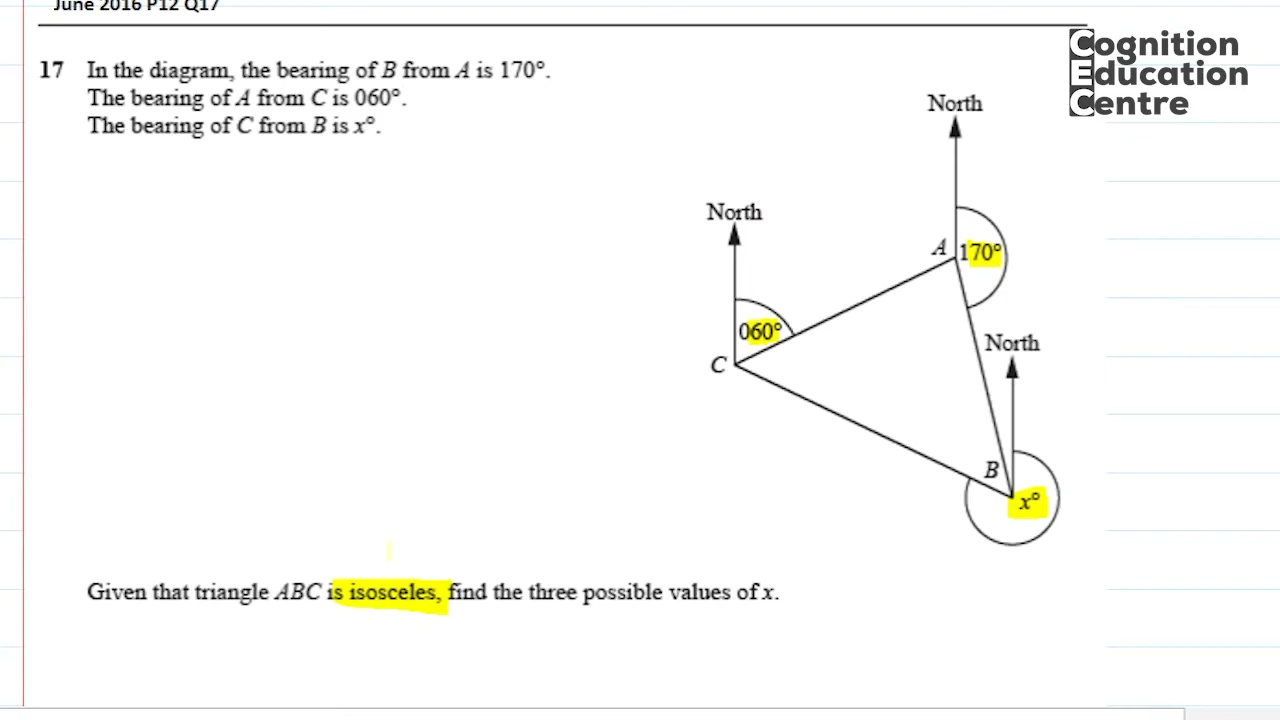 June 2016 P12 Q17
Cognition
Education
Centre
17 In the diagram, the bearing of B from A is 170°.
The bearing of A from C is 060°.
The bearing of C from B is x°.
North
North
A 170°
060°
North
C
B
x°
Given that triangle ABC is isosceles, find the three possible values of x.